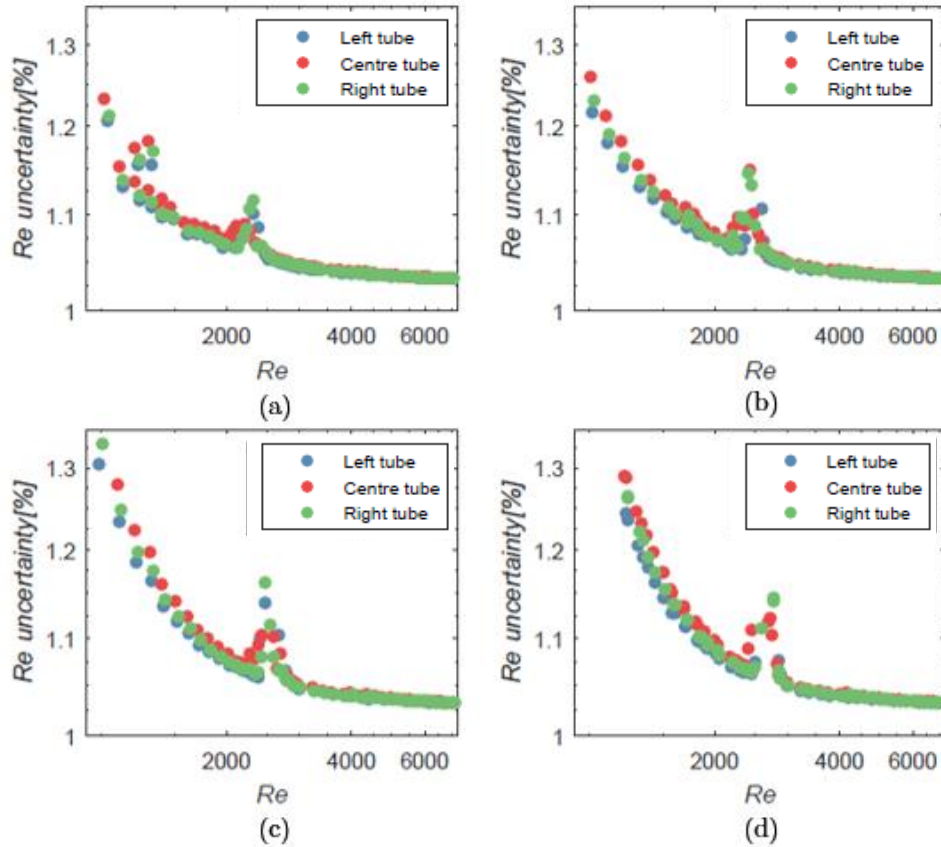 1.3
1.2
1.1
1
Re uncertainty[%]
Left tube
Centre tube
Right tube
2000 4000 6000
Re
(a)
1.3
1.2
1.1
1
Re uncertainty[%]
Left tube
Centre tube
Right tube
2000 4000 6000
Re
(b)
1.3
1.2
1.1
1
Re uncertainty[%]
Left tube
Centre tube
Right tube
2000 4000 6000
Re
(c)
1.3
1.2
1.1
1
Re uncertainty[%]
Left tube
Centre tube
Right tube
2000 4000 6000
Re
(d)